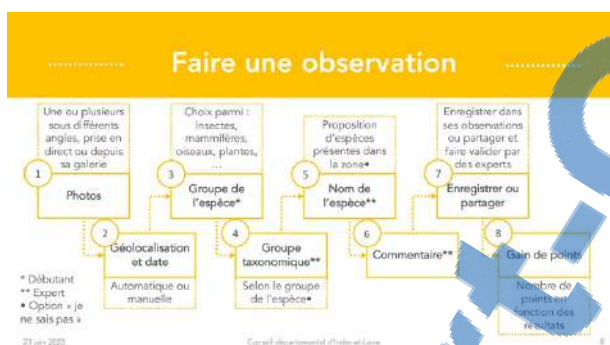 Faire une observation
Une ou plusieurs
sous différents
angles, prise en
direct ou depuis
sa galerie
1
Photos
2
Géolocalisation
et date
Automatique ou
manuelle
Choix parmi :
insectes,
mammifères,
oiseaux, plantes,
...
3
Groupe de
l'espèce*
4
Groupe
taxonomique**
Selon le groupe
de l'espèce•
Proposition
d'espèces
présentes dans
la zone•
5
Nom de
l'espèce**
6
Commentaire**
Enregistrer dans
ses observations
ou partager et
faire valider par
des experts
7
Enregistrer ou
partager
8
Gain de points
Nombre de
points en
fonction des
résultats
* Débutant
** Expert
• Option « je
ne sais pas »
23 juin
Conseil départemental d'Indre-et-Loire